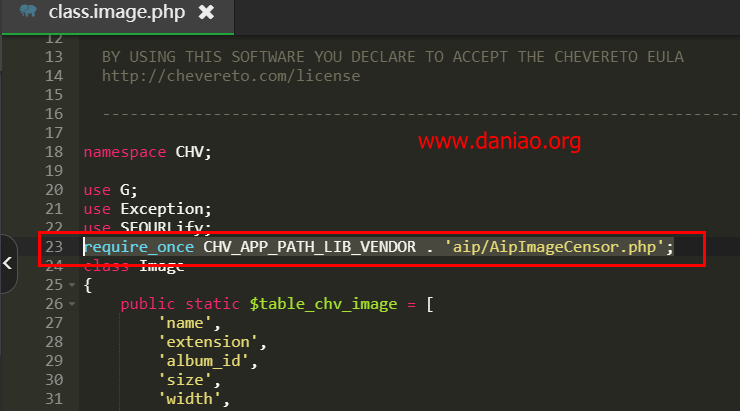 class.image.php ✖
12
13 BY USING THIS SOFTWARE YOU DECLARE TO ACCEPT THE CHEVERETO EULA
14 http://chevereto.com/license
15
16 --------------------------------------------------------------------
17
www.daniao.org
18 namespace CHV;
19
20 use G;
21 use Exception;
22 use SEOURLify;
23 require_once CHV_APP_PATH_LIB_VENDOR . 'aip/AipImageCensor.php';
24 class Image
25 {
26 public static $table_chv_image = [
27 'name',
28 'extension',
29 'album_id',
30 'size',
31 'width',